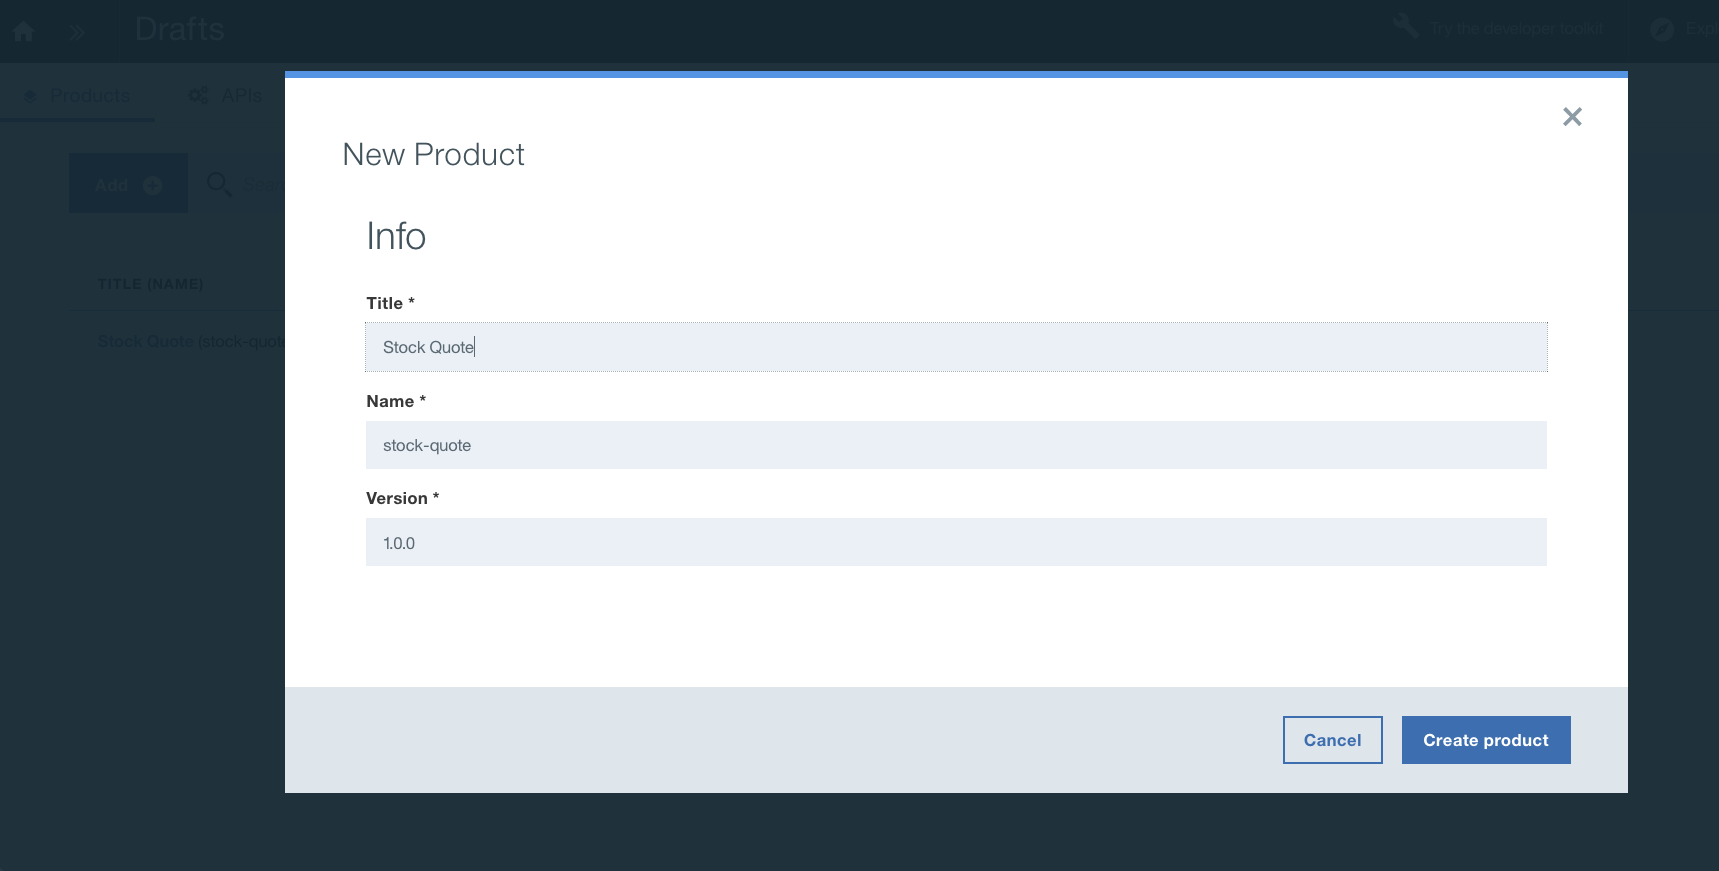 Drafts
Try the developer toolkit
Products
APIs
New Product
Add
Info
TITLE (NAME)
Title *
Stock Quote (stock-quote
Stock Quote
Name *
stock-quote
Version *
1.0.0
Cancel
Create product